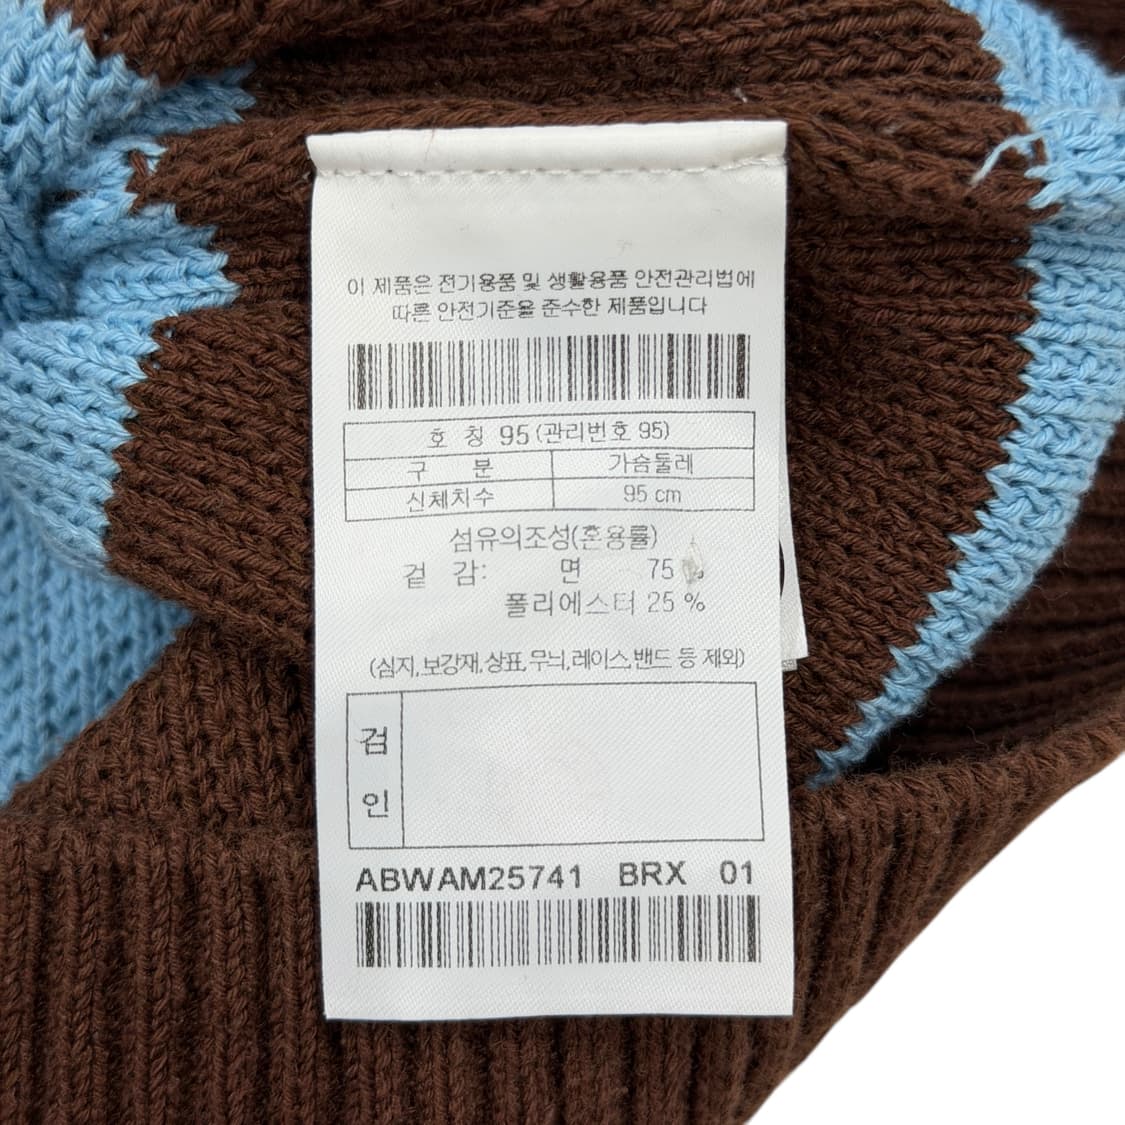 이 제품은 전기용품 및 생활용품 안전관리법에
따른 안전기준을 준수한 제품입니다
호 칭 95 (관리번호 95)
구 분 가슴둘레
신체치수 95 cm
섬유의조성(혼용률)
겉 감: 면 75 %
폴리에스터 25 %
(심지,보강재,상표,무늬,레이스,밴드 등 제외)
검
인
ABWAM25741 BRX 01